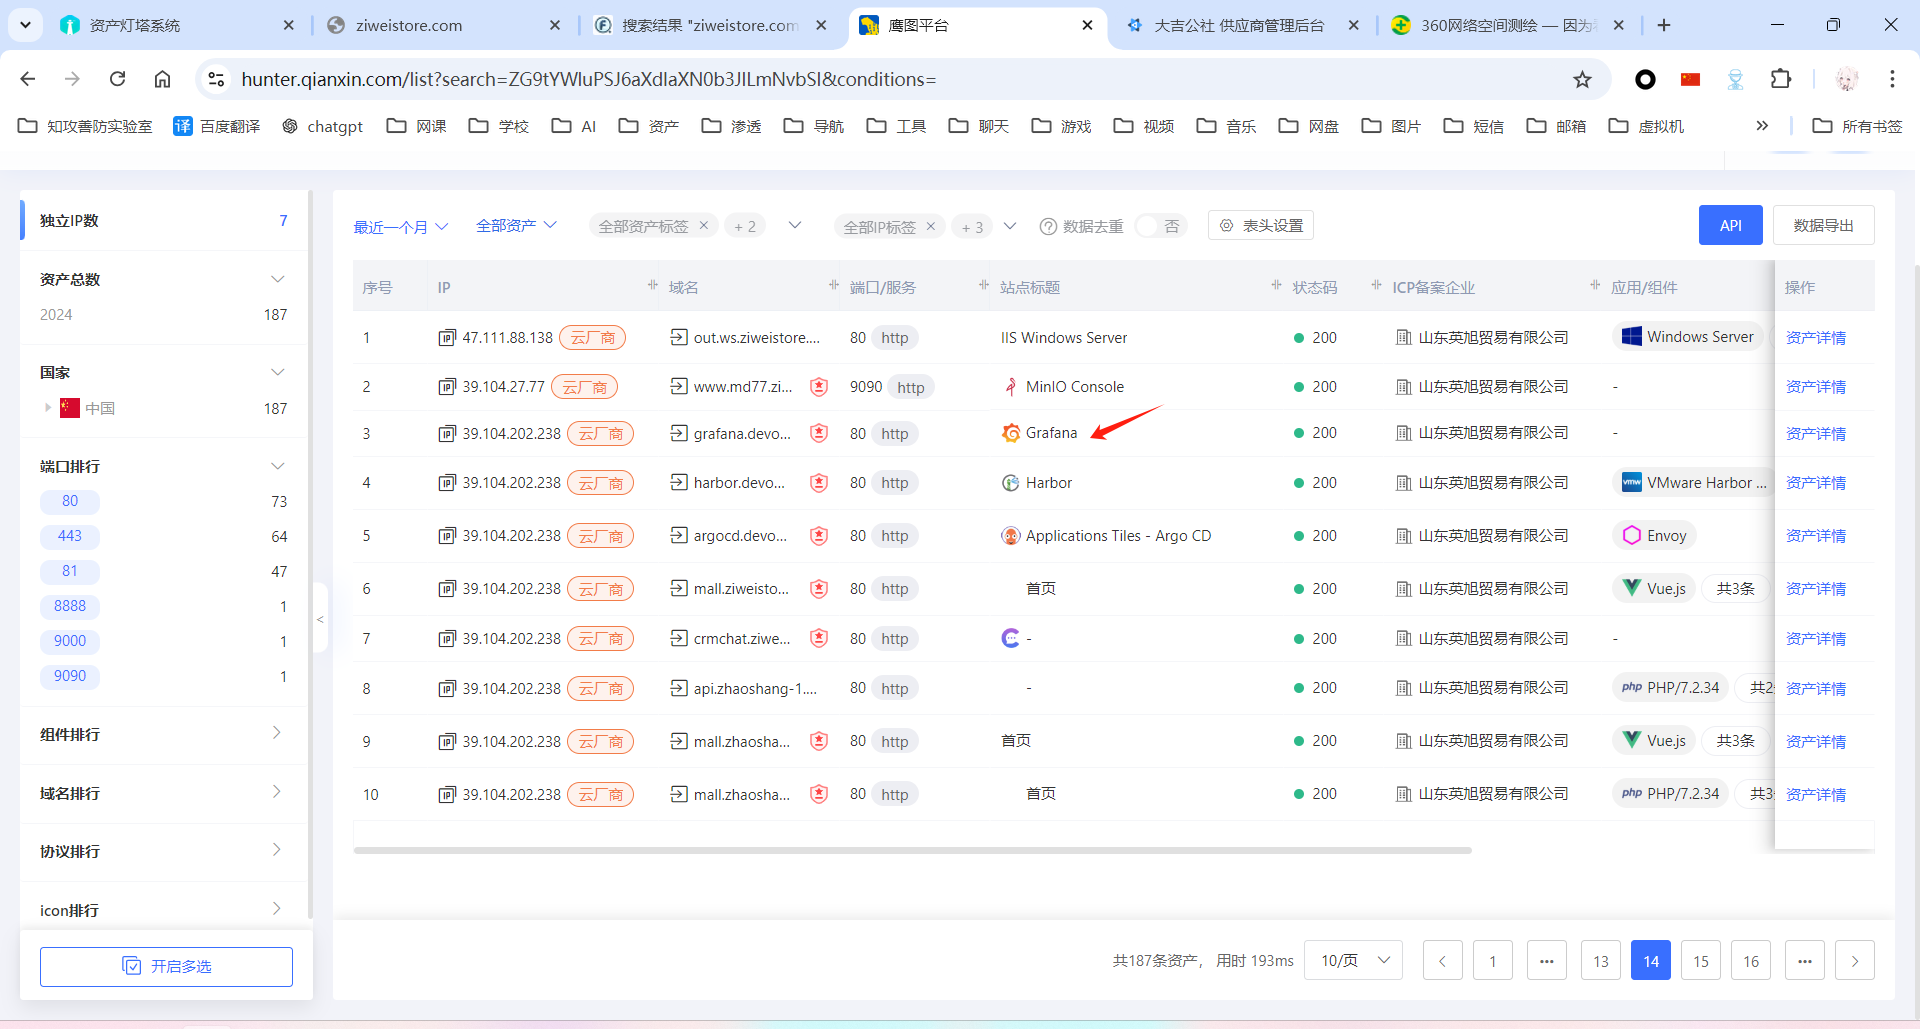 资产灯塔系统
ziweistore.com
搜索结果 "ziweistore.com
鹰图平台
大吉公社 供应商管理后台
360网络空间测绘 — 因为
hunter.qianxin.com/list?search=ZG9tYWluPSJ6aXdlaXN0b3JlLmNvbSI&conditions=
知攻善防实验室
百度翻译
chatgpt
网课
学校
AI
资产
渗透
导航
工具
聊天
游戏
视频
音乐
网盘
图片
短信
邮箱
虚拟机
所有书签
独立IP数 7
资产总数
2024 187
国家
中国 187
端口排行
80 73
443 64
81 47
8888 1
9000 1
9090 1
组件排行
域名排行
协议排行
icon排行
开启多选
最近一个月 全部资产 全部资产标签 × + 2 全部IP标签 × + 3 数据去重 否 表头设置 API 数据导出
序号 IP 域名 端口/服务 站点标题 状态码 ICP备案企业 应用/组件 操作
1 47.111.88.138 云厂商 out.ws.ziweistore.... 80 http IIS Windows Server 200 山东英旭贸易有限公司 Windows Server 资产详情
2 39.104.27.77 云厂商 www.md77.zi... 9090 http MinIO Console 200 山东英旭贸易有限公司 - 资产详情
3 39.104.202.238 云厂商 grafana.devo... 80 http Grafana 200 山东英旭贸易有限公司 - 资产详情
4 39.104.202.238 云厂商 harbor.devo... 80 http Harbor 200 山东英旭贸易有限公司 vmw VMware Harbor ... 资产详情
5 39.104.202.238 云厂商 argocd.devo... 80 http Applications Tiles - Argo CD 200 山东英旭贸易有限公司 Envoy 资产详情
6 39.104.202.238 云厂商 mall.ziweisto... 80 http 首页 200 山东英旭贸易有限公司 Vue.js 共3条 资产详情
7 39.104.202.238 云厂商 crmchat.ziwe... 80 http - 200 山东英旭贸易有限公司 - 资产详情
8 39.104.202.238 云厂商 api.zhaoshang-1.... 80 http - 200 山东英旭贸易有限公司 php PHP/7.2.34 共2 资产详情
9 39.104.202.238 云厂商 mall.zhaosha... 80 http 首页 200 山东英旭贸易有限公司 Vue.js 共3条 资产详情
10 39.104.202.238 云厂商 mall.zhaosha... 80 http 首页 200 山东英旭贸易有限公司 php PHP/7.2.34 共3 资产详情
共187条资产， 用时 193ms 10/页 < 1 ••• 13 14 15 16 ••• >